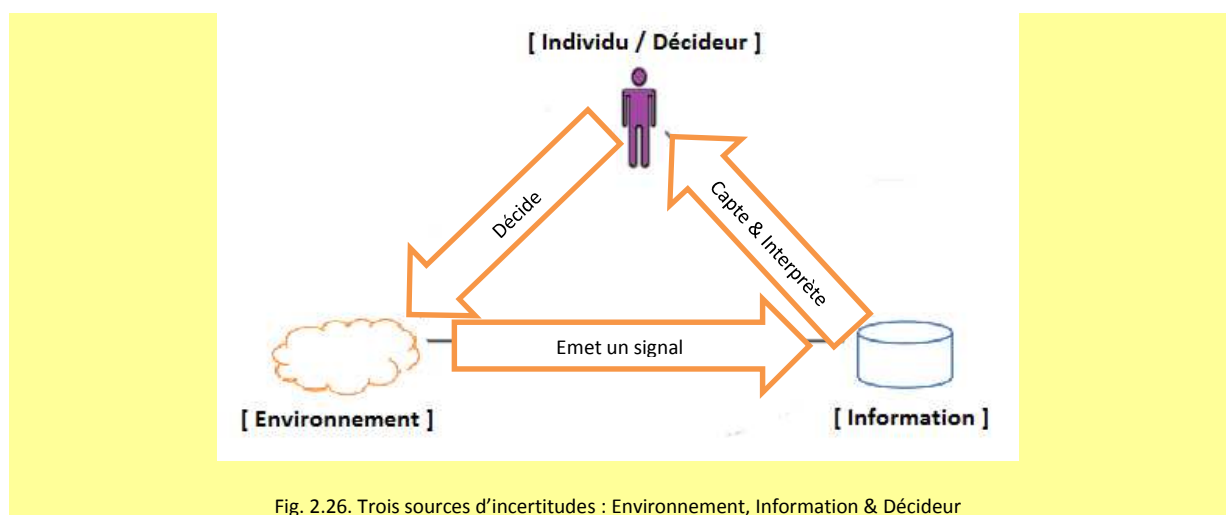 [ Individu / Décideur ]
Décide
Capte & Interprète
Emet un signal
[ Environnement ]
[ Information ]
Fig. 2.26. Trois sources d’incertitudes : Environnement, Information & Décideur